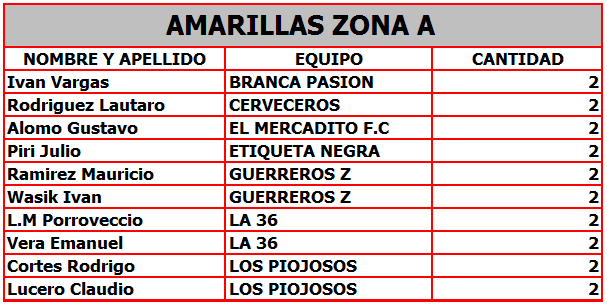 AMARILLAS ZONA A
NOMBRE Y APELLIDO EQUIPO CANTIDAD
Ivan Vargas BRANCA PASION 2
Rodriguez Lautaro CERVECEROS 2
Alomo Gustavo EL MERCADITO F.C 2
Piri Julio ETIQUETA NEGRA 2
Ramirez Mauricio GUERREROS Z 2
Wasik Ivan GUERREROS Z 2
L.M Porroveccio LA 36 2
Vera Emanuel LA 36 2
Cortes Rodrigo LOS PIOJOSOS 2
Lucero Claudio LOS PIOJOSOS 2